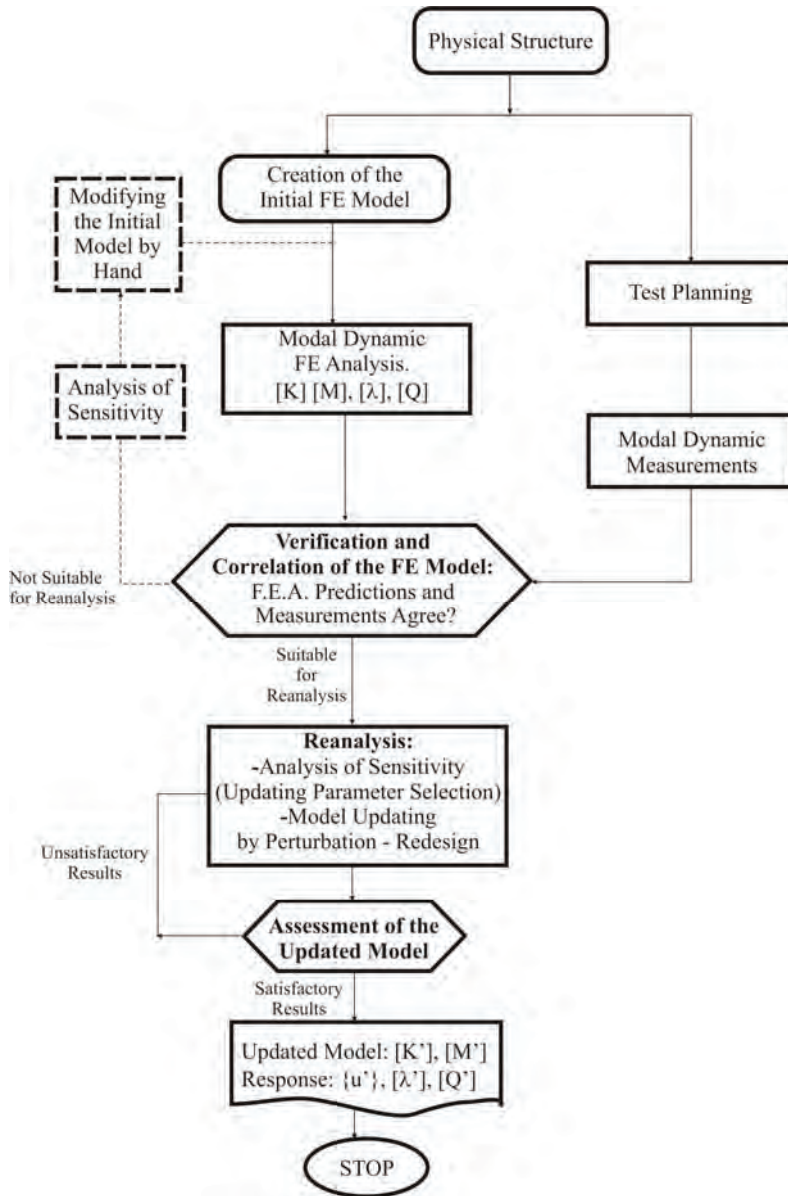 Physical Structure
Creation of the
Initial FE Model
Modifying
the Initial
Model by
Hand
Test Planning
Modal Dynamic
FE Analysis.
[K] [M], [λ], [Q]
Analysis of
Sensitivity
Modal Dynamic
Measurements
Verification and
Correlation of the FE Model:
F.E.A. Predictions and
Measurements Agree?
Not Suitable
for Reanalysis
Suitable
for
Reanalysis
Reanalysis:
-Analysis of Sensitivity
(Updating Parameter Selection)
-Model Updating
by Perturbation - Redesign
Unsatisfactory
Results
Assessment of the
Updated Model
Satisfactory
Results
Updated Model: [K’], [M’]
Response: {u’}, [λ’], [Q’]
STOP